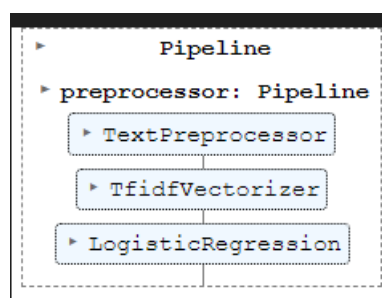 Pipeline
preprocessor: Pipeline
TextPreprocessor
TfidfVectorizer
LogisticRegression